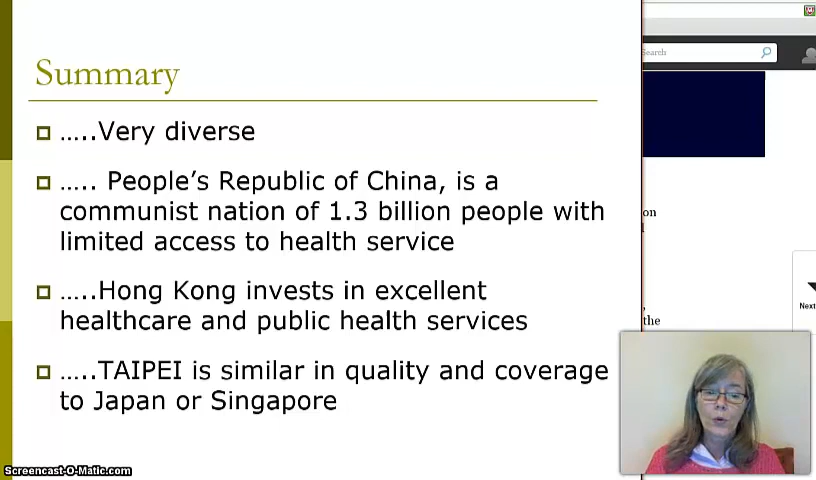 Summary
…..Very diverse
….. People's Republic of China, is a
communist nation of 1.3 billion people with
limited access to health service
…..Hong Kong invests in excellent
healthcare and public health services
…..TAIPEI is similar in quality and coverage
to Japan or Singapore
Search
on
Next
the
Screencast-O-Matic.com